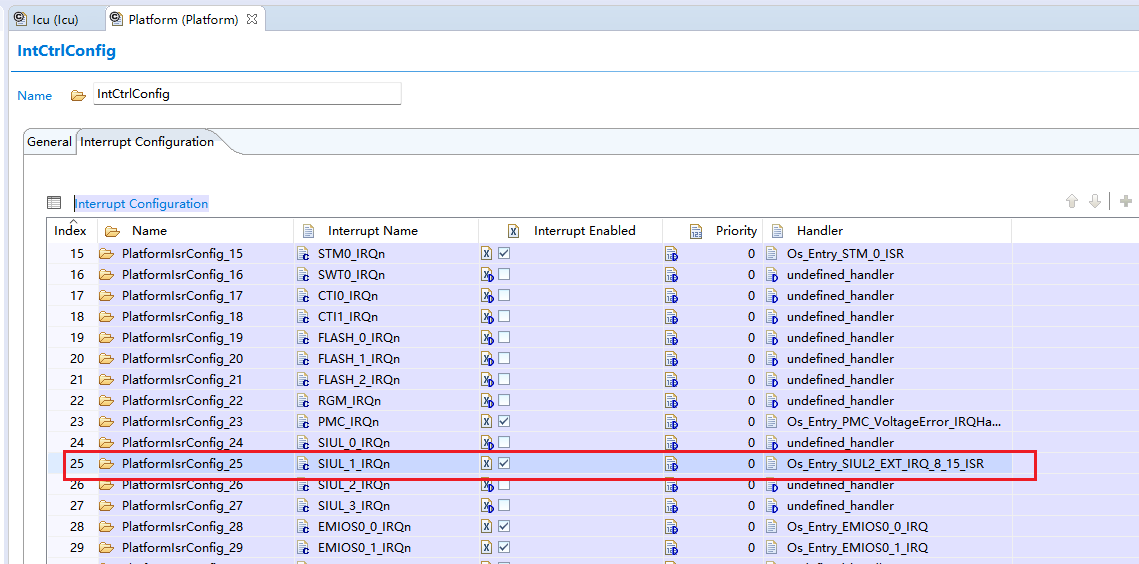 Icu (Icu) Platform (Platform)
IntCtrlConfig
Name IntCtrlConfig
General Interrupt Configuration
Interrupt Configuration
Index Name Interrupt Name Interrupt Enabled Priority Handler
15 PlatformIsrConfig_15 STM0_IRQn 0 Os_Entry_STM_0_ISR
16 PlatformIsrConfig_16 SWT0_IRQn 0 undefined_handler
17 PlatformIsrConfig_17 CTI0_IRQn 0 undefined_handler
18 PlatformIsrConfig_18 CTI1_IRQn 0 undefined_handler
19 PlatformIsrConfig_19 FLASH_0_IRQn 0 undefined_handler
20 PlatformIsrConfig_20 FLASH_1_IRQn 0 undefined_handler
21 PlatformIsrConfig_21 FLASH_2_IRQn 0 undefined_handler
22 PlatformIsrConfig_22 RGM_IRQn 0 undefined_handler
23 PlatformIsrConfig_23 PMC_IRQn 0 Os_Entry_PMC_VoltageError_IRQHa...
24 PlatformIsrConfig_24 SIUL_0_IRQn 0 undefined_handler
25 PlatformIsrConfig_25 SIUL_1_IRQn 0 Os_Entry_SIUL2_EXT_IRQ_8_15_ISR
26 PlatformIsrConfig_26 SIUL_2_IRQn 0 undefined_handler
27 PlatformIsrConfig_27 SIUL_3_IRQn 0 undefined_handler
28 PlatformIsrConfig_28 EMIOS0_0_IRQn 0 Os_Entry_EMIOS0_0_IRQ
29 PlatformIsrConfig_29 EMIOS0_1_IRQn 0 Os_Entry_EMIOS0_1_IRQ